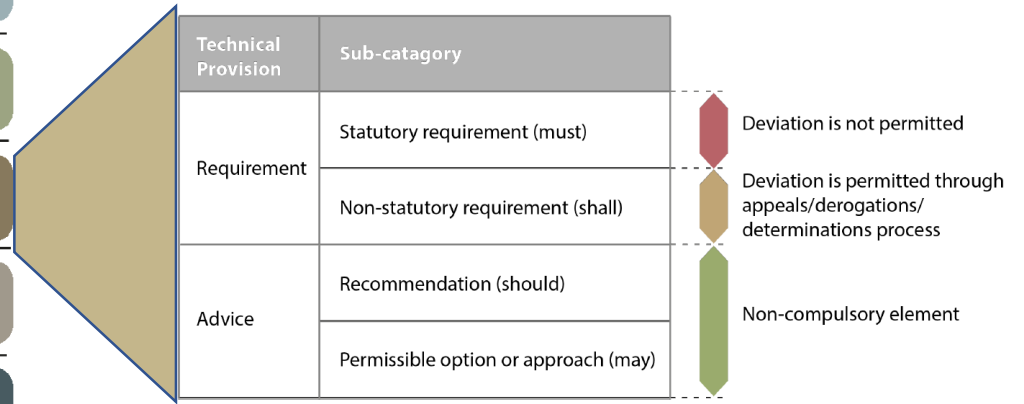 Technical
Provision
Sub-catagory
Requirement
Statutory requirement (must)
Non-statutory requirement (shall)
Advice
Recommendation (should)
Permissible option or approach (may)
Deviation is not permitted
Deviation is permitted through
appeals/derogations/
determinations process
Non-compulsory element